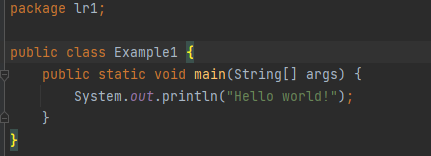 package lr1;
public class Example1 {
    public static void main(String[] args) {
        System.out.println("Hello world!");
    }
}